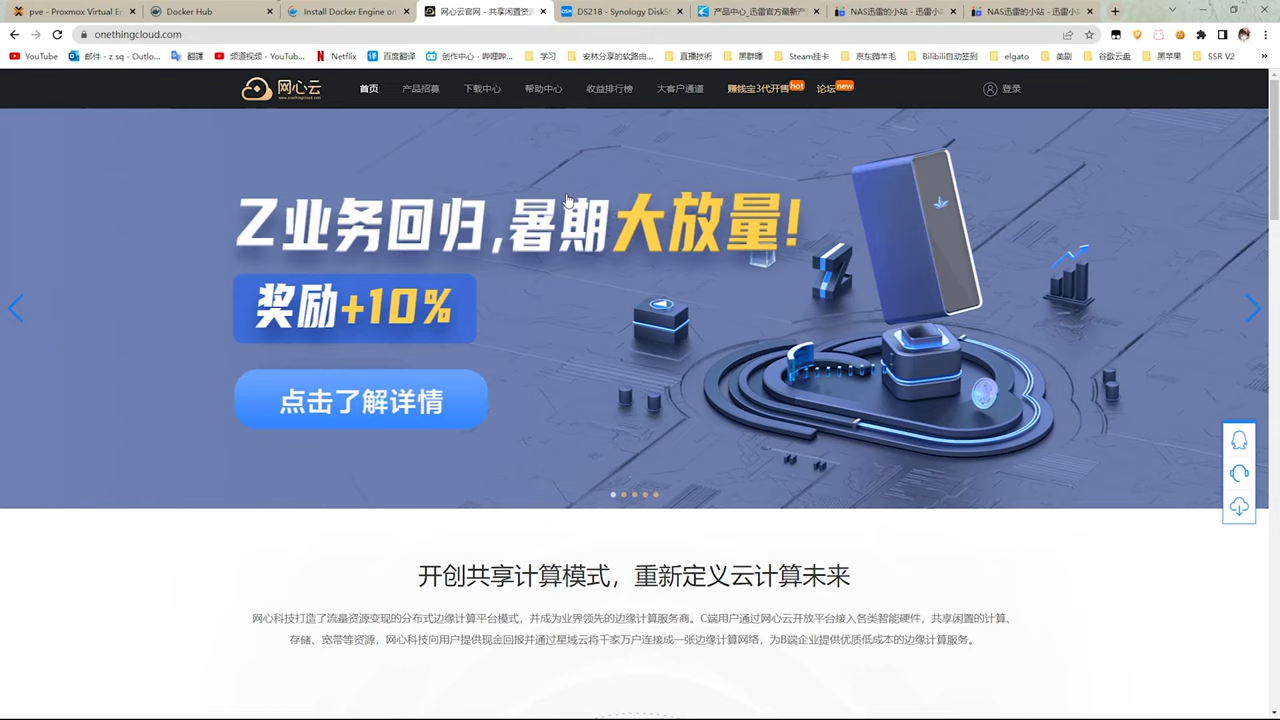 pve - Proxmox Virtual En
Docker Hub
Install Docker Engine on
网心云官网 - 共享闲置资
DS218 - Synology DiskS
产品中心_迅雷官方最新产
NAS迅雷的小站 - 迅雷小
NAS迅雷的小站 - 迅雷小
onethingcloud.com
YouTube
邮件 - z sq - Outlo...
翻譯
频道视频 - YouTub...
Netflix
百度翻译
创作中心 - 哔哩哔...
学习
安林分享的软路由...
直播技術
黑群暉
Steam挂卡
京东薅羊毛
Bilibili自动签到
elgato
美剧
谷歌云盘
黑苹果
SSR V2
»
网心云
www.onethingcloud.com
首页
产品招募
下载中心
帮助中心
收益排行榜
大客户通道
赚钱宝3代开售
hot
论坛
new
登录
Z业务回归,暑期大放量!
奖励+10%
点击了解详情
开创共享计算模式，重新定义云计算未来
网心科技打造了流量资源变现的分布式边缘计算平台模式，并成为业界领先的边缘计算服务商。C端用户通过网心云开放平台接入各类智能硬件，共享闲置的计算、
存储、宽带等资源，网心科技向用户提供现金回报并通过星域云将千家万户连接成一张边缘计算网络，为B端企业提供优质低成本的边缘计算服务。